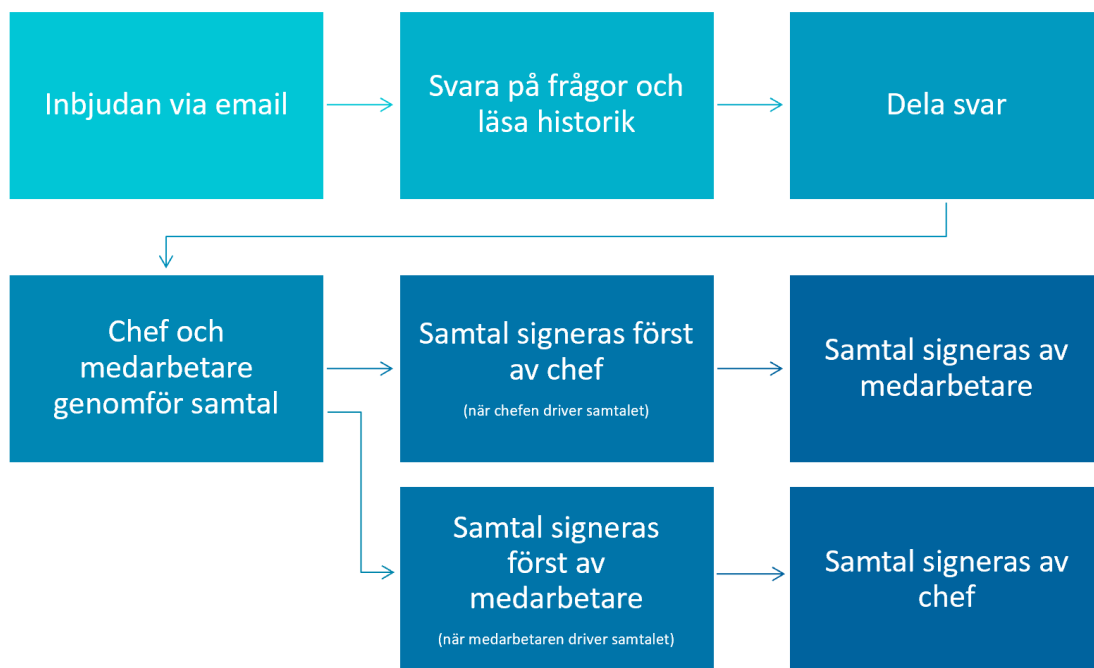 Inbjudan via email
Svara på frågor och
läsa historik
Dela svar
Chef och
medarbetare
genomför samtal
Samtal signeras först
av chef
(när chefen driver samtalet)
Samtal signeras av
medarbetare
Samtal signeras
först av
medarbetare
(när medarbetaren driver samtalet)
Samtal signeras av
chef